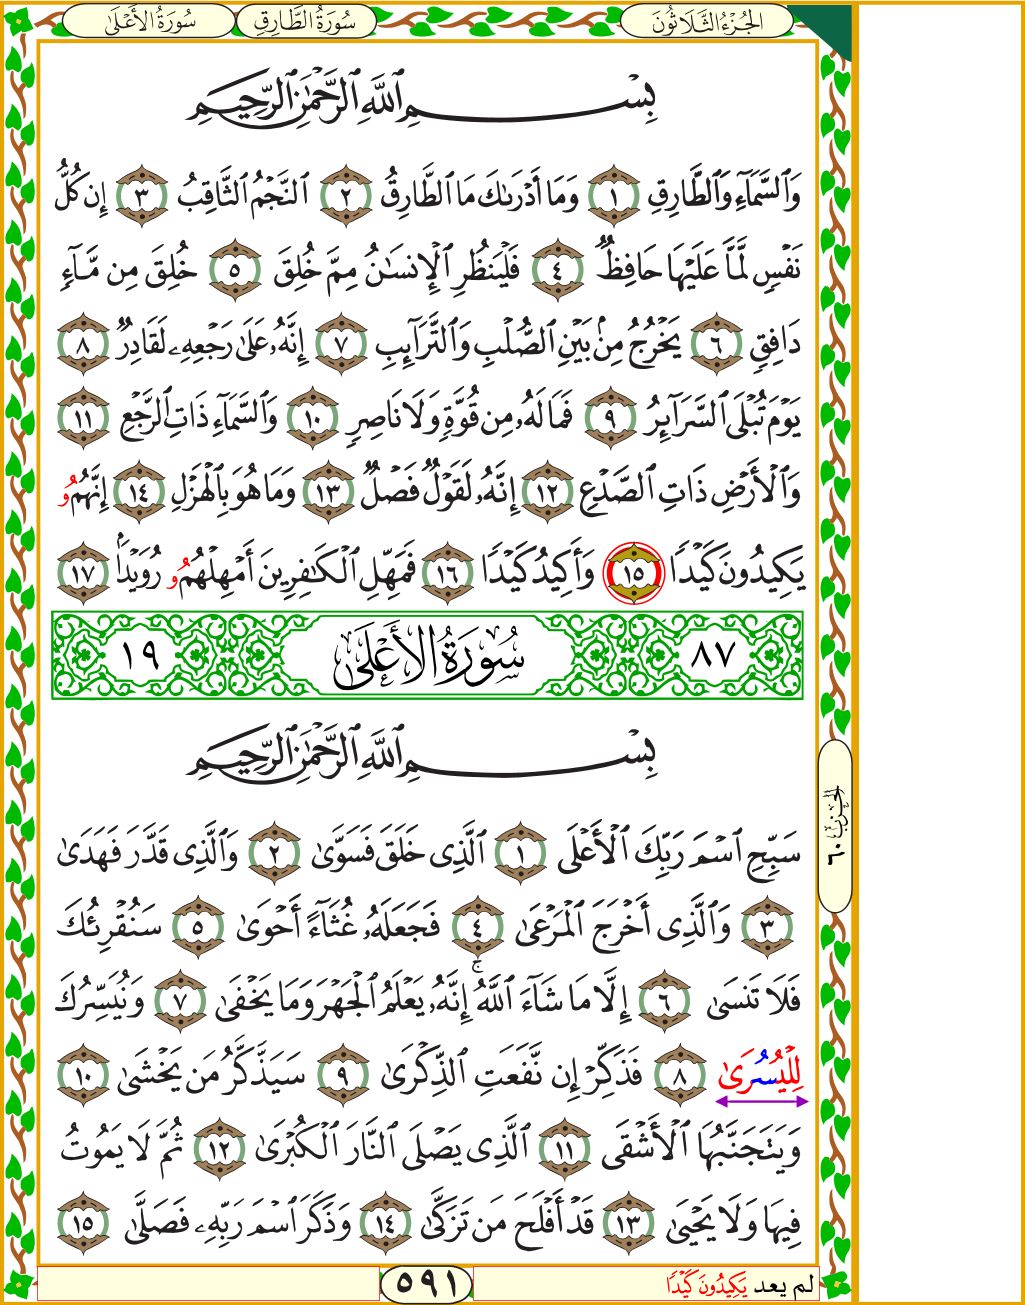 الجُزْءُ الثَّلَاثُونَ
سُورَةُ الطَّارِقِ
سُورَةُ الأَعْلَىٰ
بِسْمِ ٱللَّهِ ٱلرَّحْمَٰنِ ٱلرَّحِيمِ
وَٱلسَّمَآءِ وَٱلطَّارِقِ ١ وَمَآ أَدْرَىٰكَ مَا ٱلطَّارِقُ ٢ ٱلنَّجْمُ ٱلثَّاقِبُ ٣ إِن كُلُّ
نَفْسٍ لَّمَّا عَلَيْهَا حَافِظٌ ٤ فَلْيَنظُرِ ٱلْإِنسَٰنُ مِمَّ خُلِقَ ٥ خُلِقَ مِن مَّآءٍ
دَافِقٍ ٦ يَخْرُجُ مِنۢ بَيْنِ ٱلصُّلْبِ وَٱلتَّرَآئِبِ ٧ إِنَّهُۥ عَلَىٰ رَجْعِهِۦ لَقَادِرٌ ٨
يَوْمَ تُبْلَى ٱلسَّرَآئِرُ ٩ فَمَا لَهُۥ مِن قُوَّةٍ وَلَا نَاصِرٍ ١٠ وَٱلسَّمَآءِ ذَاتِ ٱلرَّجْعِ ١١
وَٱلْأَرْضِ ذَاتِ ٱلصَّدْعِ ١٢ إِنَّهُۥ لَقَوْلٌ فَصْلٌ ١٣ وَمَا هُوَ بِٱلْهَزْلِ ١٤ إِنَّهُمُۥ
يَكِيدُونَ كَيْدًا ١٥ وَأَكِيدُ كَيْدًا ١٦ فَمَهِّلِ ٱلْكَٰفِرِينَ أَمْهِلْهُمُۥ رُوَيْدًۢا ١٧
٨٧ سُورَةُ الأَعْلَىٰ ١٩
بِسْمِ ٱللَّهِ ٱلرَّحْمَٰنِ ٱلرَّحِيمِ
سَبِّحِ ٱسْمَ رَبِّكَ ٱلْأَعْلَى ١ ٱلَّذِى خَلَقَ فَسَوَّىٰ ٢ وَٱلَّذِى قَدَّرَ فَهَدَىٰ
٣ وَٱلَّذِىٓ أَخْرَجَ ٱلْمَرْعَىٰ ٤ فَجَعَلَهُۥ غُثَآءً أَحْوَىٰ ٥ سَنُقْرِئُكَ
فَلَا تَنسَىٰٓ ٦ إِلَّا مَا شَآءَ ٱللَّهُۚ إِنَّهُۥ يَعْلَمُ ٱلْجَهْرَ وَمَا يَخْفَىٰ ٧ وَنُيَسِّرُكَ
لِلْيُسُرَىٰ ٨ فَذَكِّرْ إِن نَّفَعَتِ ٱلذِّكْرَىٰ ٩ سَيَذَّكَّرُ مَن يَخْشَىٰ ١٠
وَيَتَجَنَّبُهَا ٱلْأَشْقَى ١١ ٱلَّذِى يَصْلَى ٱلنَّارَ ٱلْكُبْرَىٰ ١٢ ثُمَّ لَا يَمُوتُ
فِيهَا وَلَا يَحْيَىٰ ١٣ قَدْ أَفْلَحَ مَن تَزَكَّىٰ ١٤ وَذَكَرَ ٱسْمَ رَبِّهِۦ فَصَلَّىٰ ١٥
الحزب ٦٠
لم يعد يَكِيدُونَ كَيْدًا
٥٩١